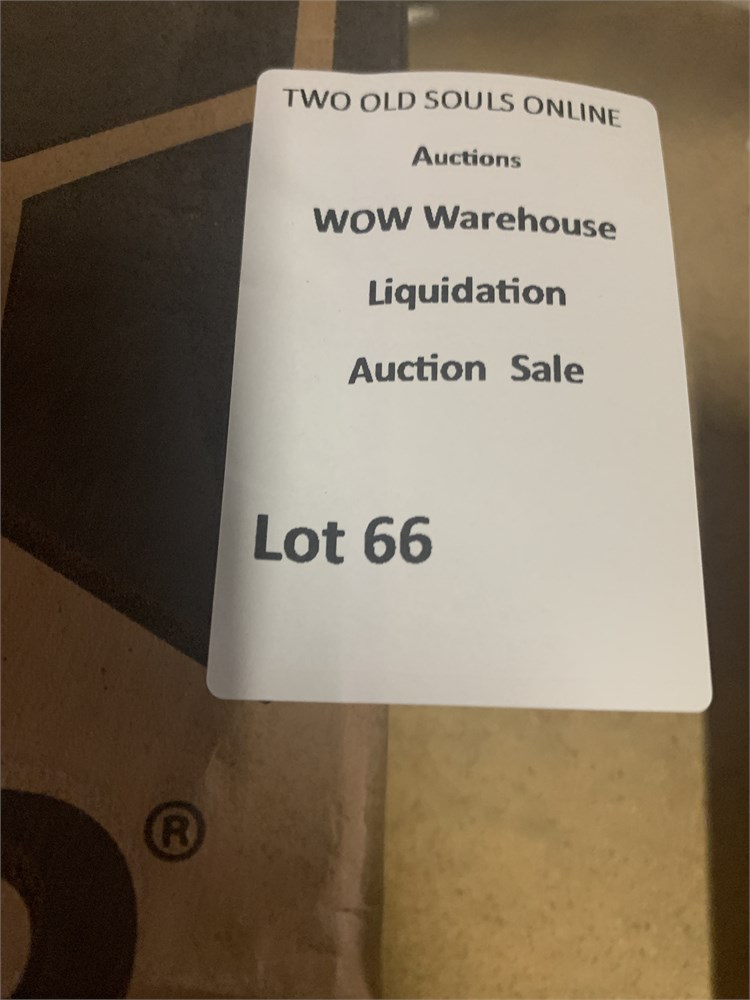 TWO OLD SOULS ONLINE
Auctions
WOW Warehouse
Liquidation
Auction Sale
Lot 66
®